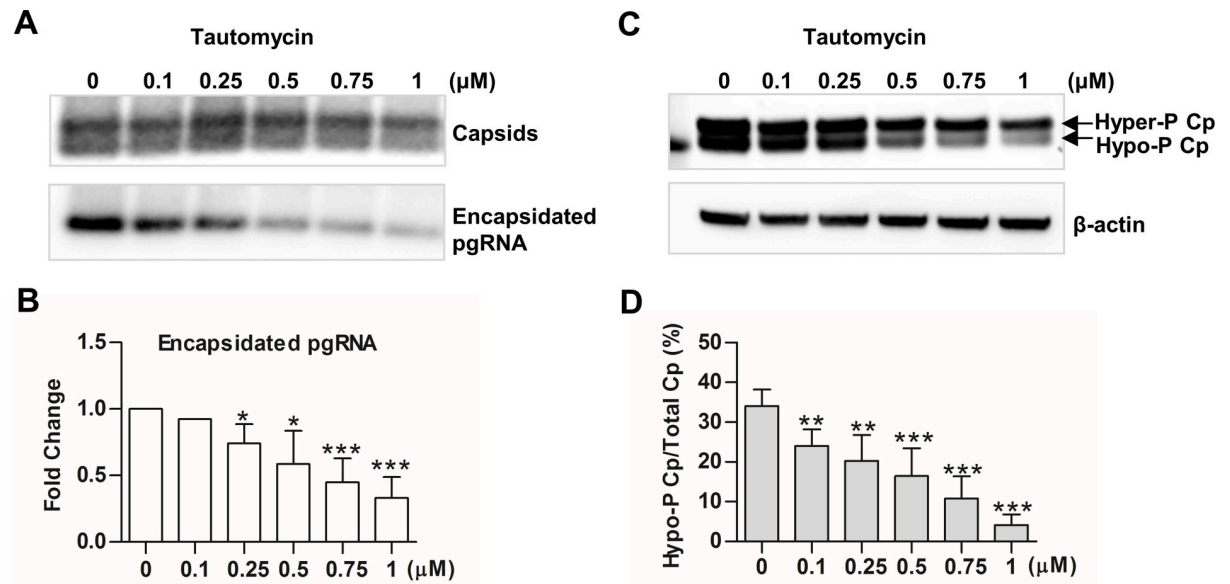 A
Tautomycin
0 0.1 0.25 0.5 0.75 1 (μM)
Capsids
Encapsidated
pgRNA
B
Encapsidated pgRNA
Fold Change
1.5
1.0
0.5
0.0
* * *** ***
0 0.1 0.25 0.5 0.75 1 (μM)
C
Tautomycin
0 0.1 0.25 0.5 0.75 1 (μM)
Hyper-P Cp
Hypo-P Cp
β-actin
D
Hypo-P Cp/Total Cp (%)
50
40
30
20
10
0
** ** *** *** ***
0 0.1 0.25 0.5 0.75 1 (μM)